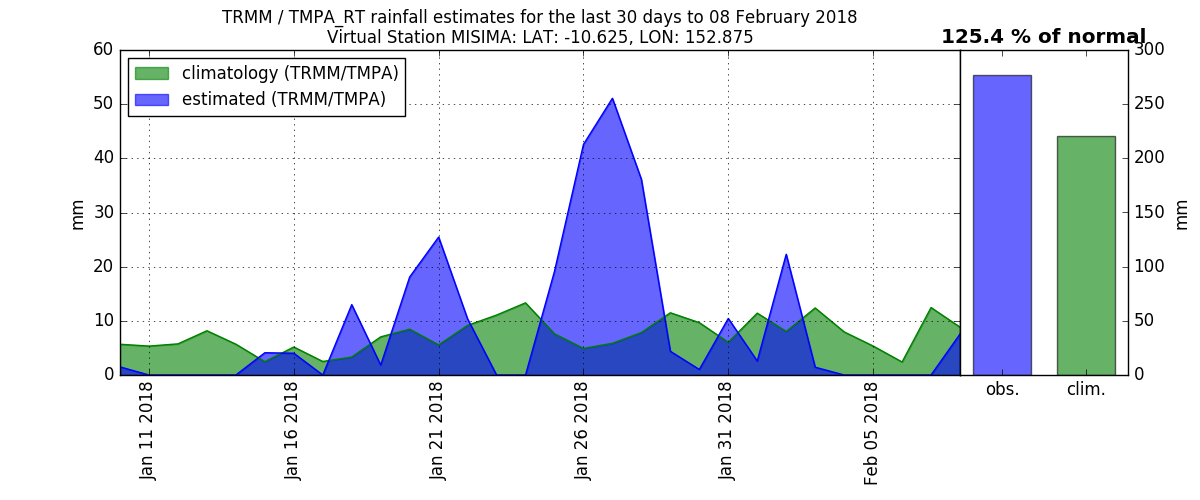 TRMM / TMPA_RT rainfall estimates for the last 30 days to 08 February 2018
Virtual Station MISIMA: LAT: -10.625, LON: 152.875
125.4 % of normal
climatology (TRMM/TMPA)
estimated (TRMM/TMPA)
60
50
40
30
20
10
0
mm
Jan 11 2018
Jan 16 2018
Jan 21 2018
Jan 26 2018
Jan 31 2018
Feb 05 2018
300
250
200
150
100
50
0
mm
obs.
clim.